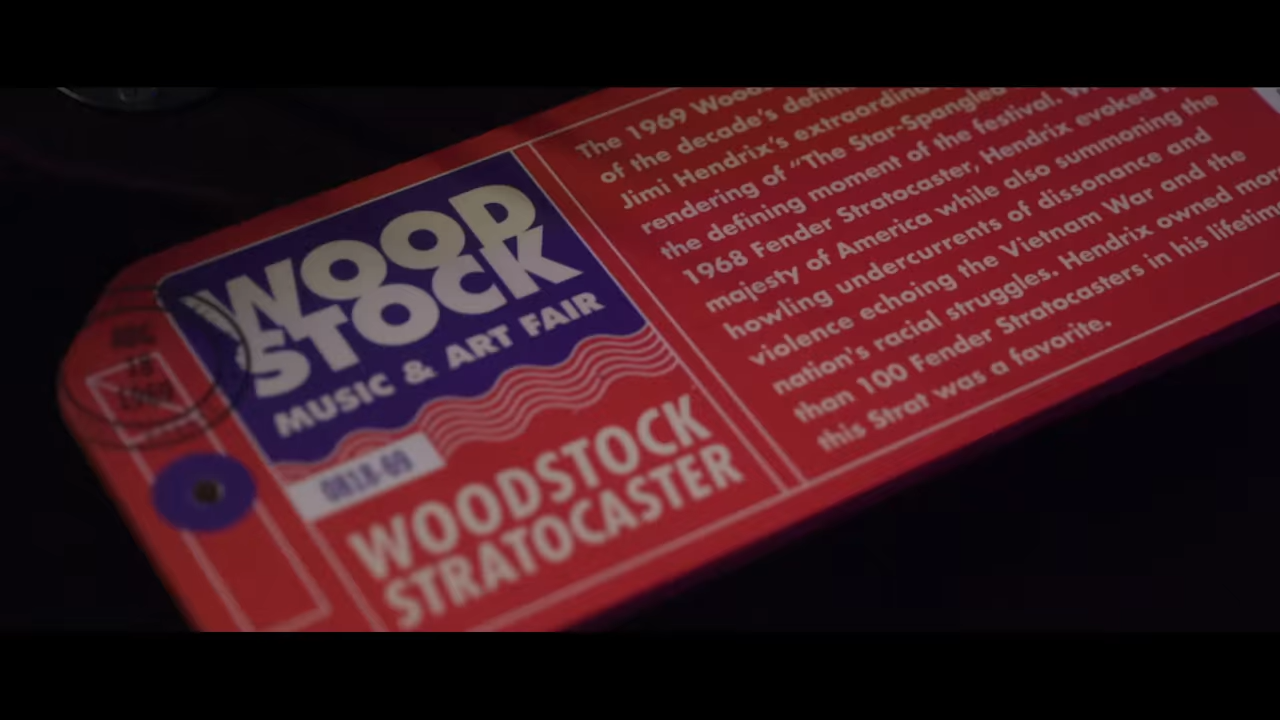 WOOD
STOCK
MUSIC & ART FAIR
0818-69
WOODSTOCK
STRATOCASTER
The 1969
of the decade's
Jimi Hendrix's
rendering of "The Star-Spangled
the defining moment of the festival.
1968 Fender Stratocaster, Hendrix evoked
majesty of America while also summoning the
howling undercurrents of dissonance and
violence echoing the Vietnam War and the
nation's racial struggles. Hendrix owned more
than 100 Fender Stratocasters in his lifetime
this Strat was a favorite.